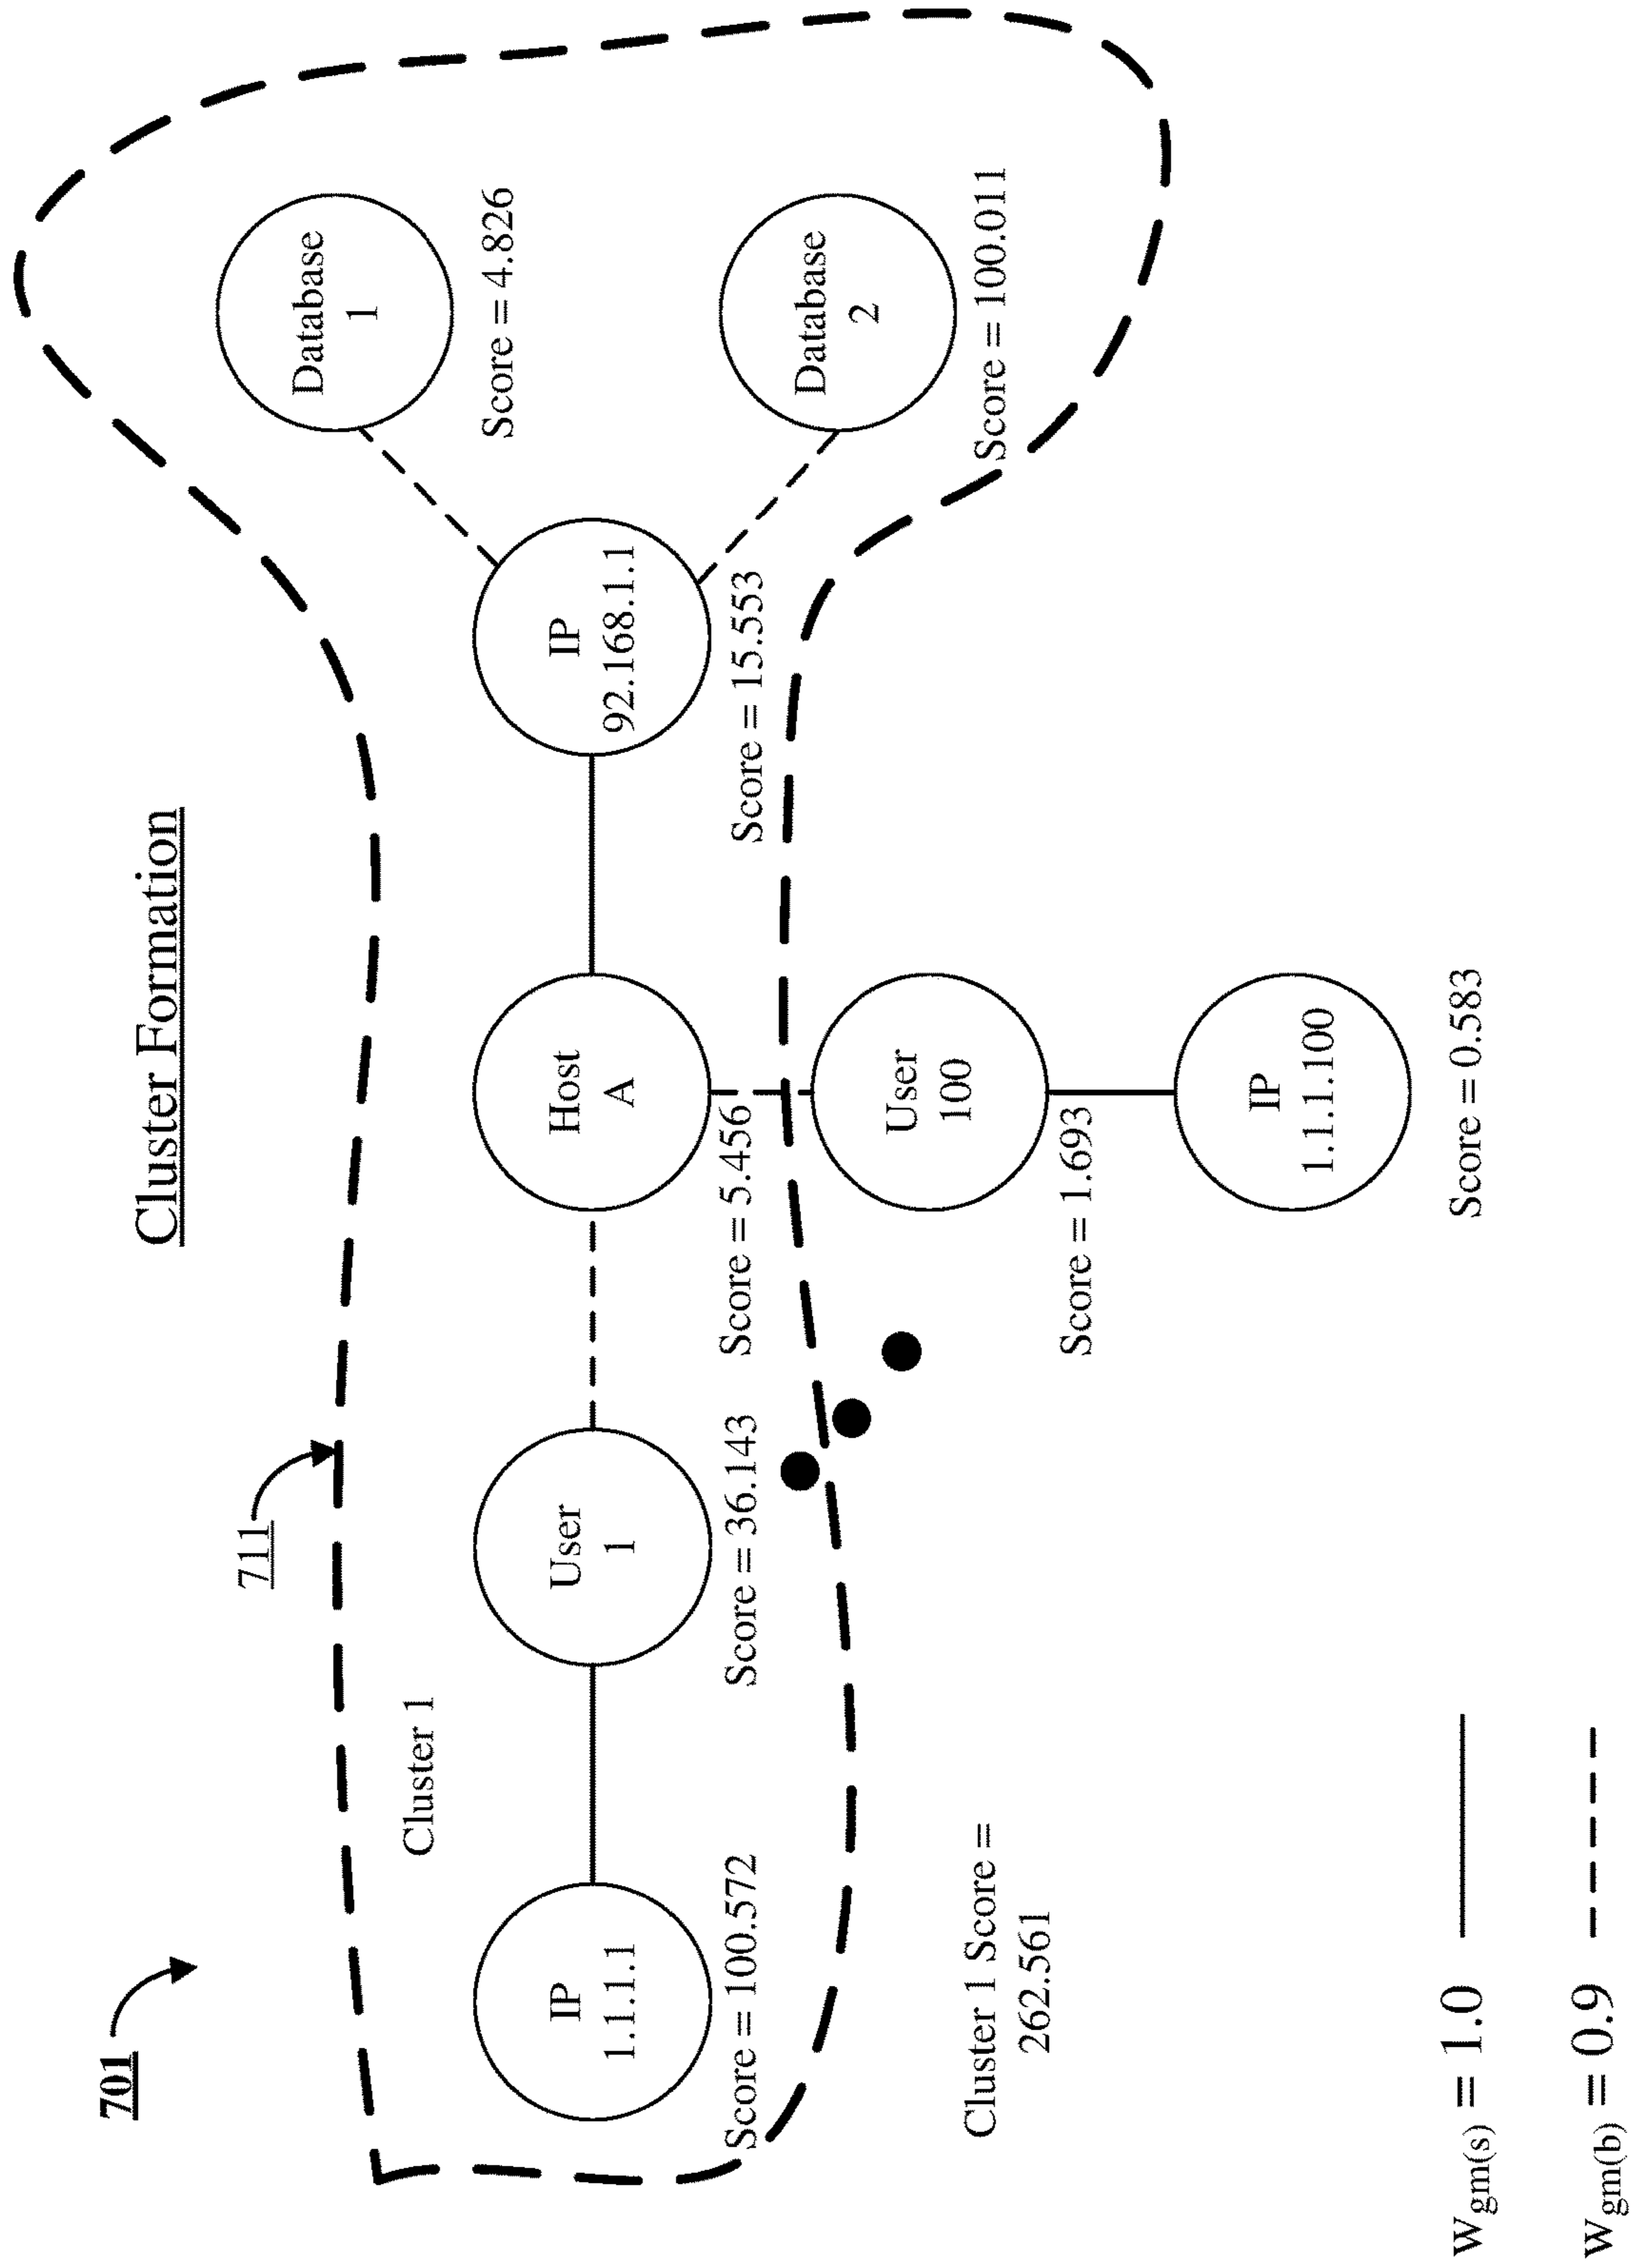 701
Cluster Formation
711
Cluster 1
IP
1.1.1.1
Score = 100.572
User
1
Score = 36.143
Host
A
Score = 5.456
IP
92.168.1.1
Score = 15.553
Database
1
Score = 4.826
Database
2
Score = 100.011
User
100
Score = 1.693
IP
1.1.1.100
Score = 0.583
Cluster 1 Score =
262.561
Wgm(s) = 1.0
Wgm(b) = 0.9